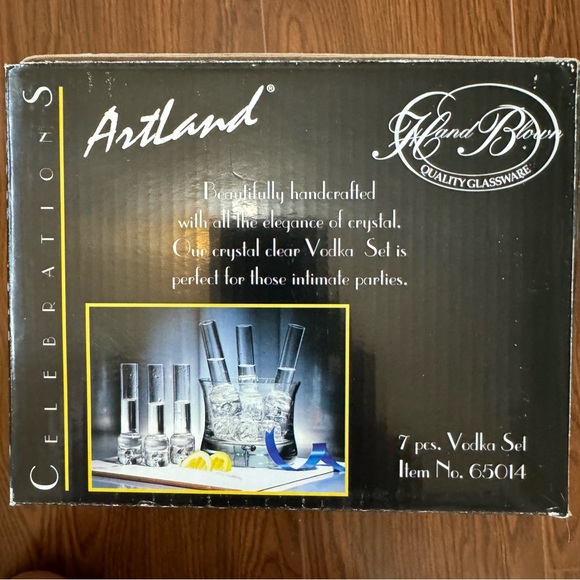 CELEBRATIONS
Artland®
Hand Blown
QUALITY GLASSWARE
Beautifully handcrafted
with all the elegance of crystal.
Our crystal clear Vodka Set is
perfect for those intimate parties.
7 pcs. Vodka Set
Item No. 65014